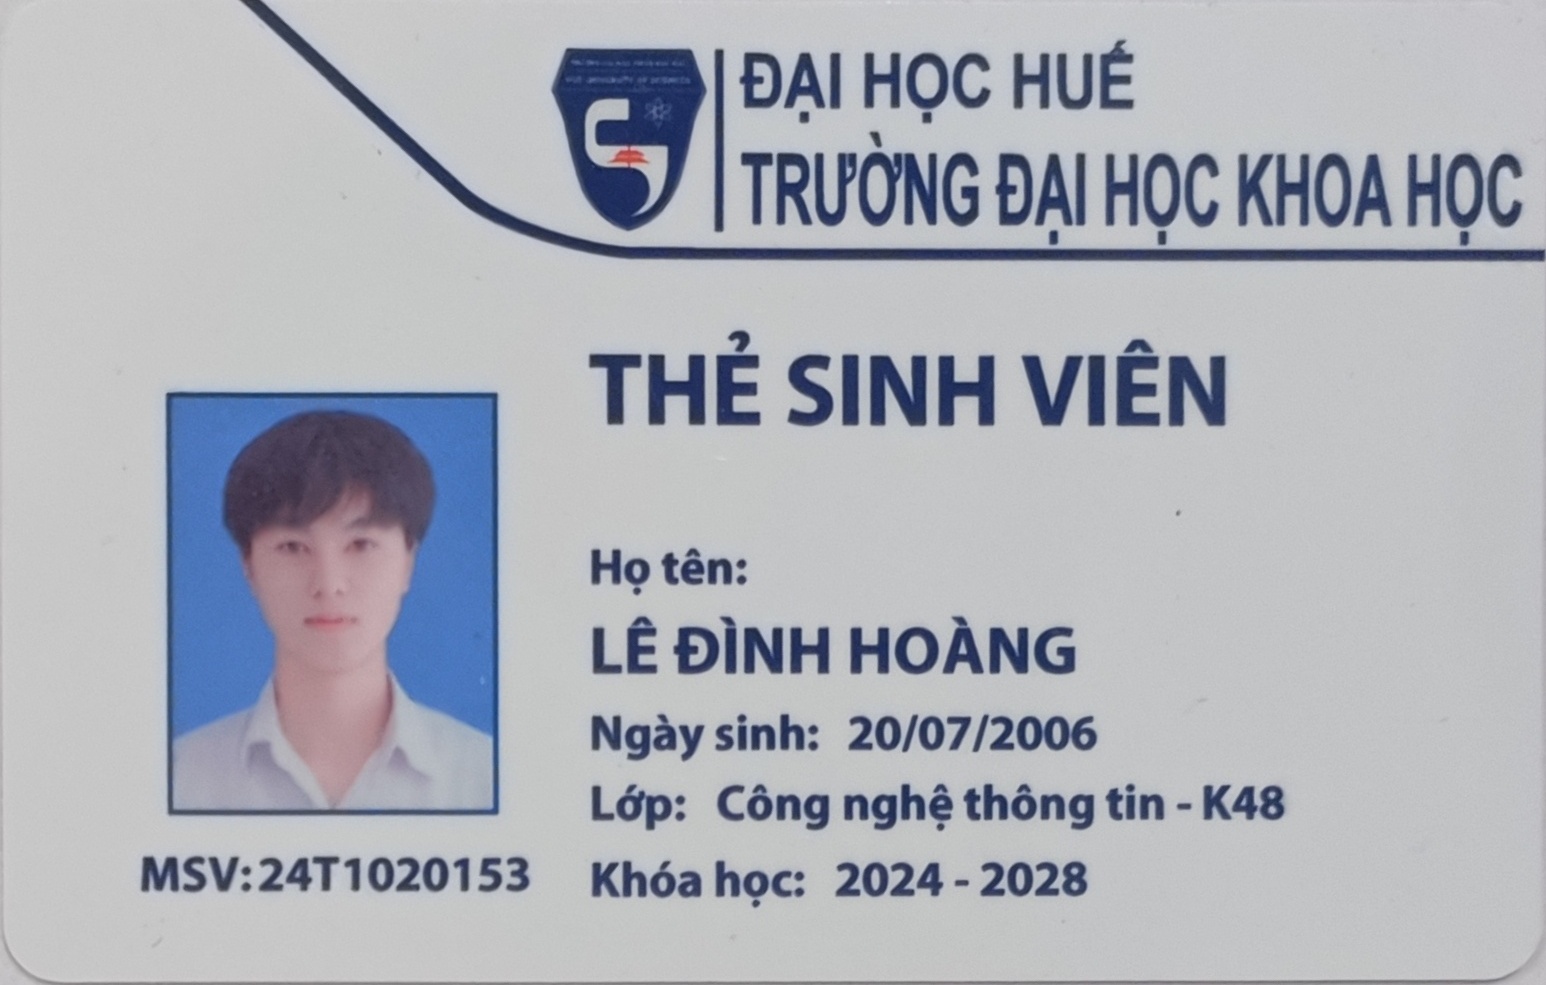 ĐẠI HỌC HUẾ
TRƯỜNG ĐẠI HỌC KHOA HỌC
THẺ SINH VIÊN
Họ tên:
LÊ ĐÌNH HOÀNG
Ngày sinh: 20/07/2006
Lớp: Công nghệ thông tin - K48
Khóa học: 2024 - 2028
MSV: 24T1020153